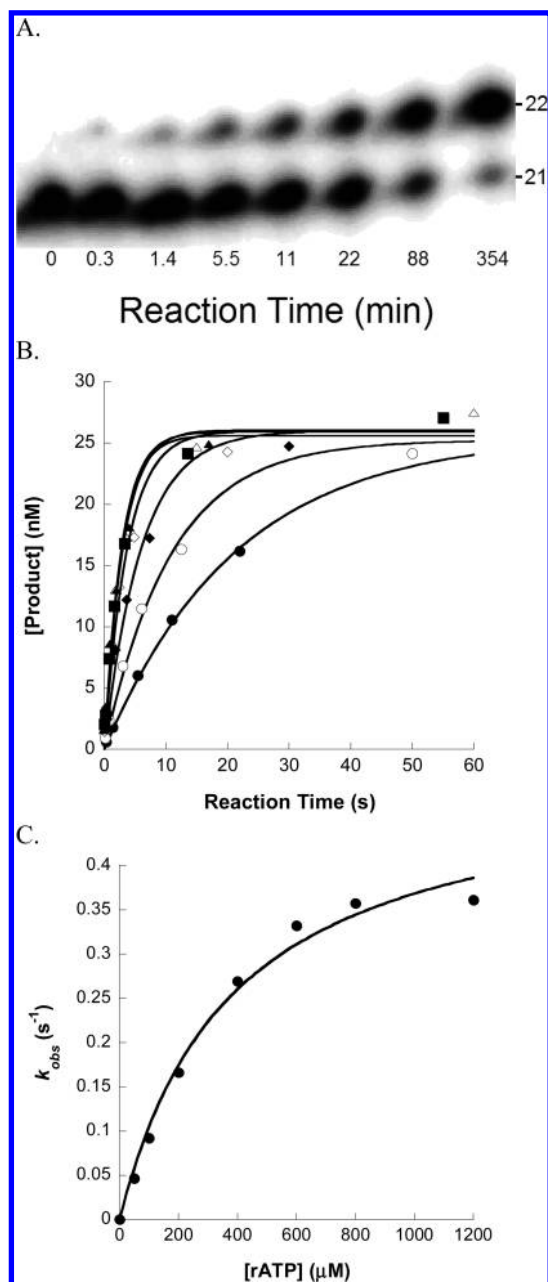 A.
22
21
0 0.3 1.4 5.5 11 22 88 354
Reaction Time (min)
B.
30
25
20
15
10
5
0
[Product] (nM)
0 10 20 30 40 50 60
Reaction Time (s)
C.
0.4
0.35
0.3
0.25
0.2
0.15
0.1
0.05
0
k_obs (s⁻¹)
0 200 400 600 800 1000 1200
[rATP] (μM)